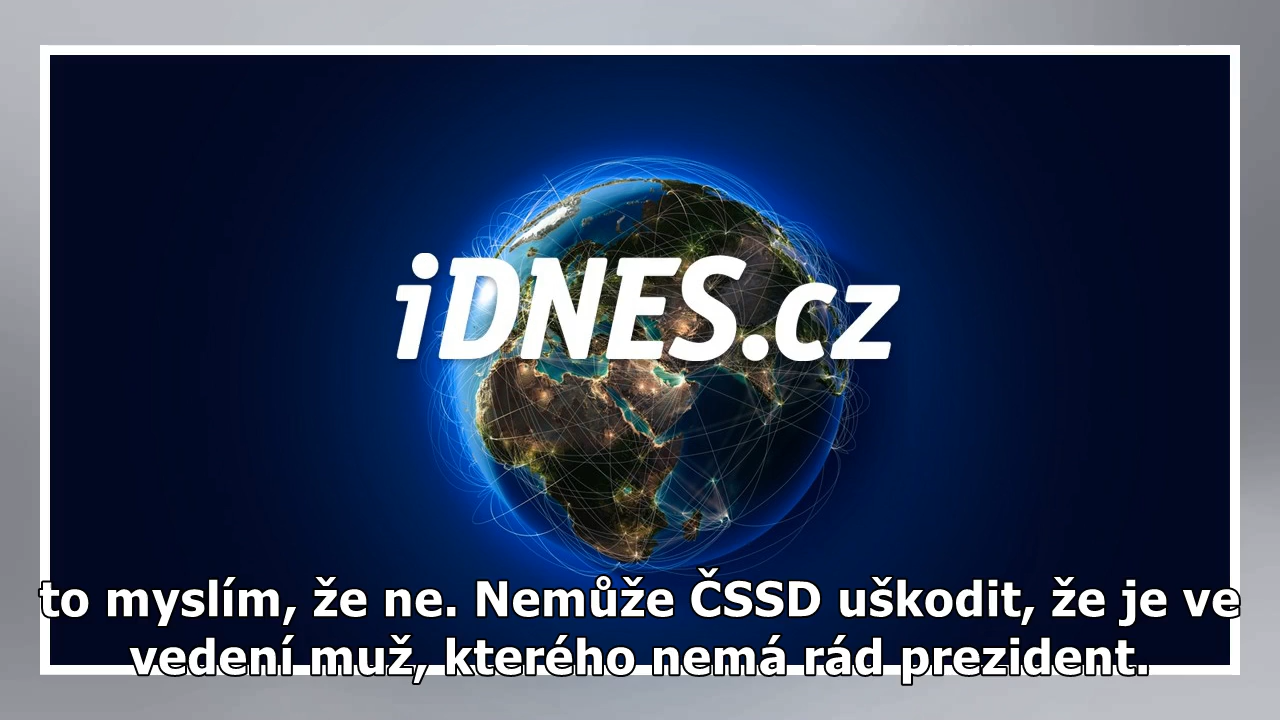 iDNES.cz
to myslím, že ne. Nemůže ČSSD uškodit, že je ve
vedení muž, kterého nemá rád prezident.